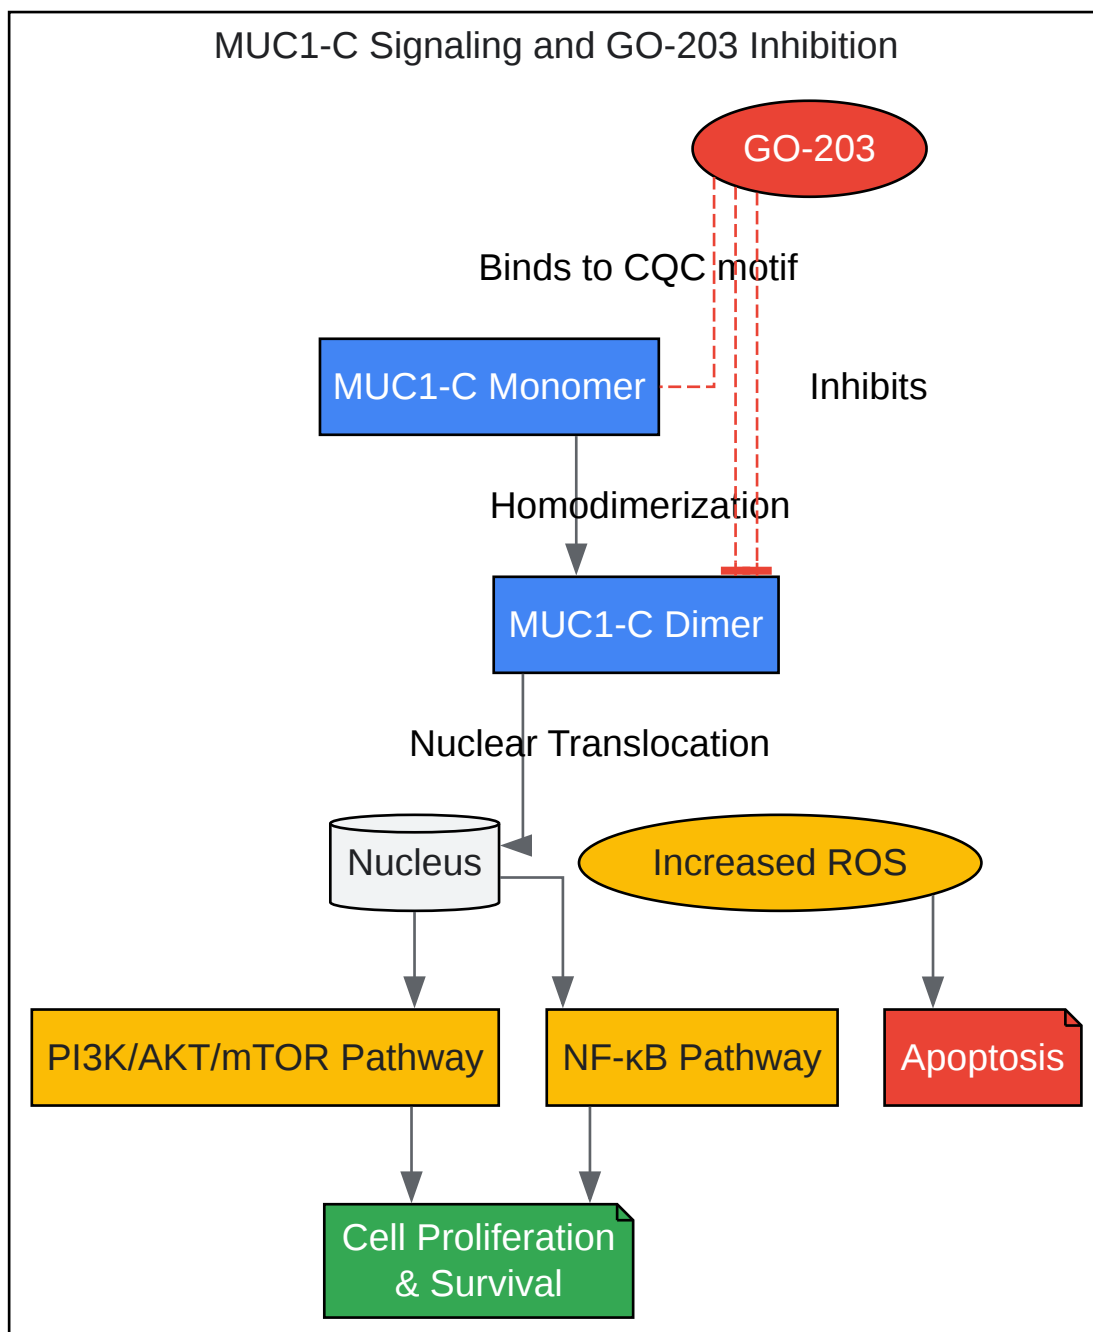 MUC1-C Signaling and GO-203 Inhibition
GO-203
Binds to CQC motif
MUC1-C Monomer
Inhibits
Homodimerization
MUC1-C Dimer
Nuclear Translocation
Nucleus
Increased ROS
PI3K/AKT/mTOR Pathway
NF-κB Pathway
Apoptosis
Cell Proliferation
& Survival